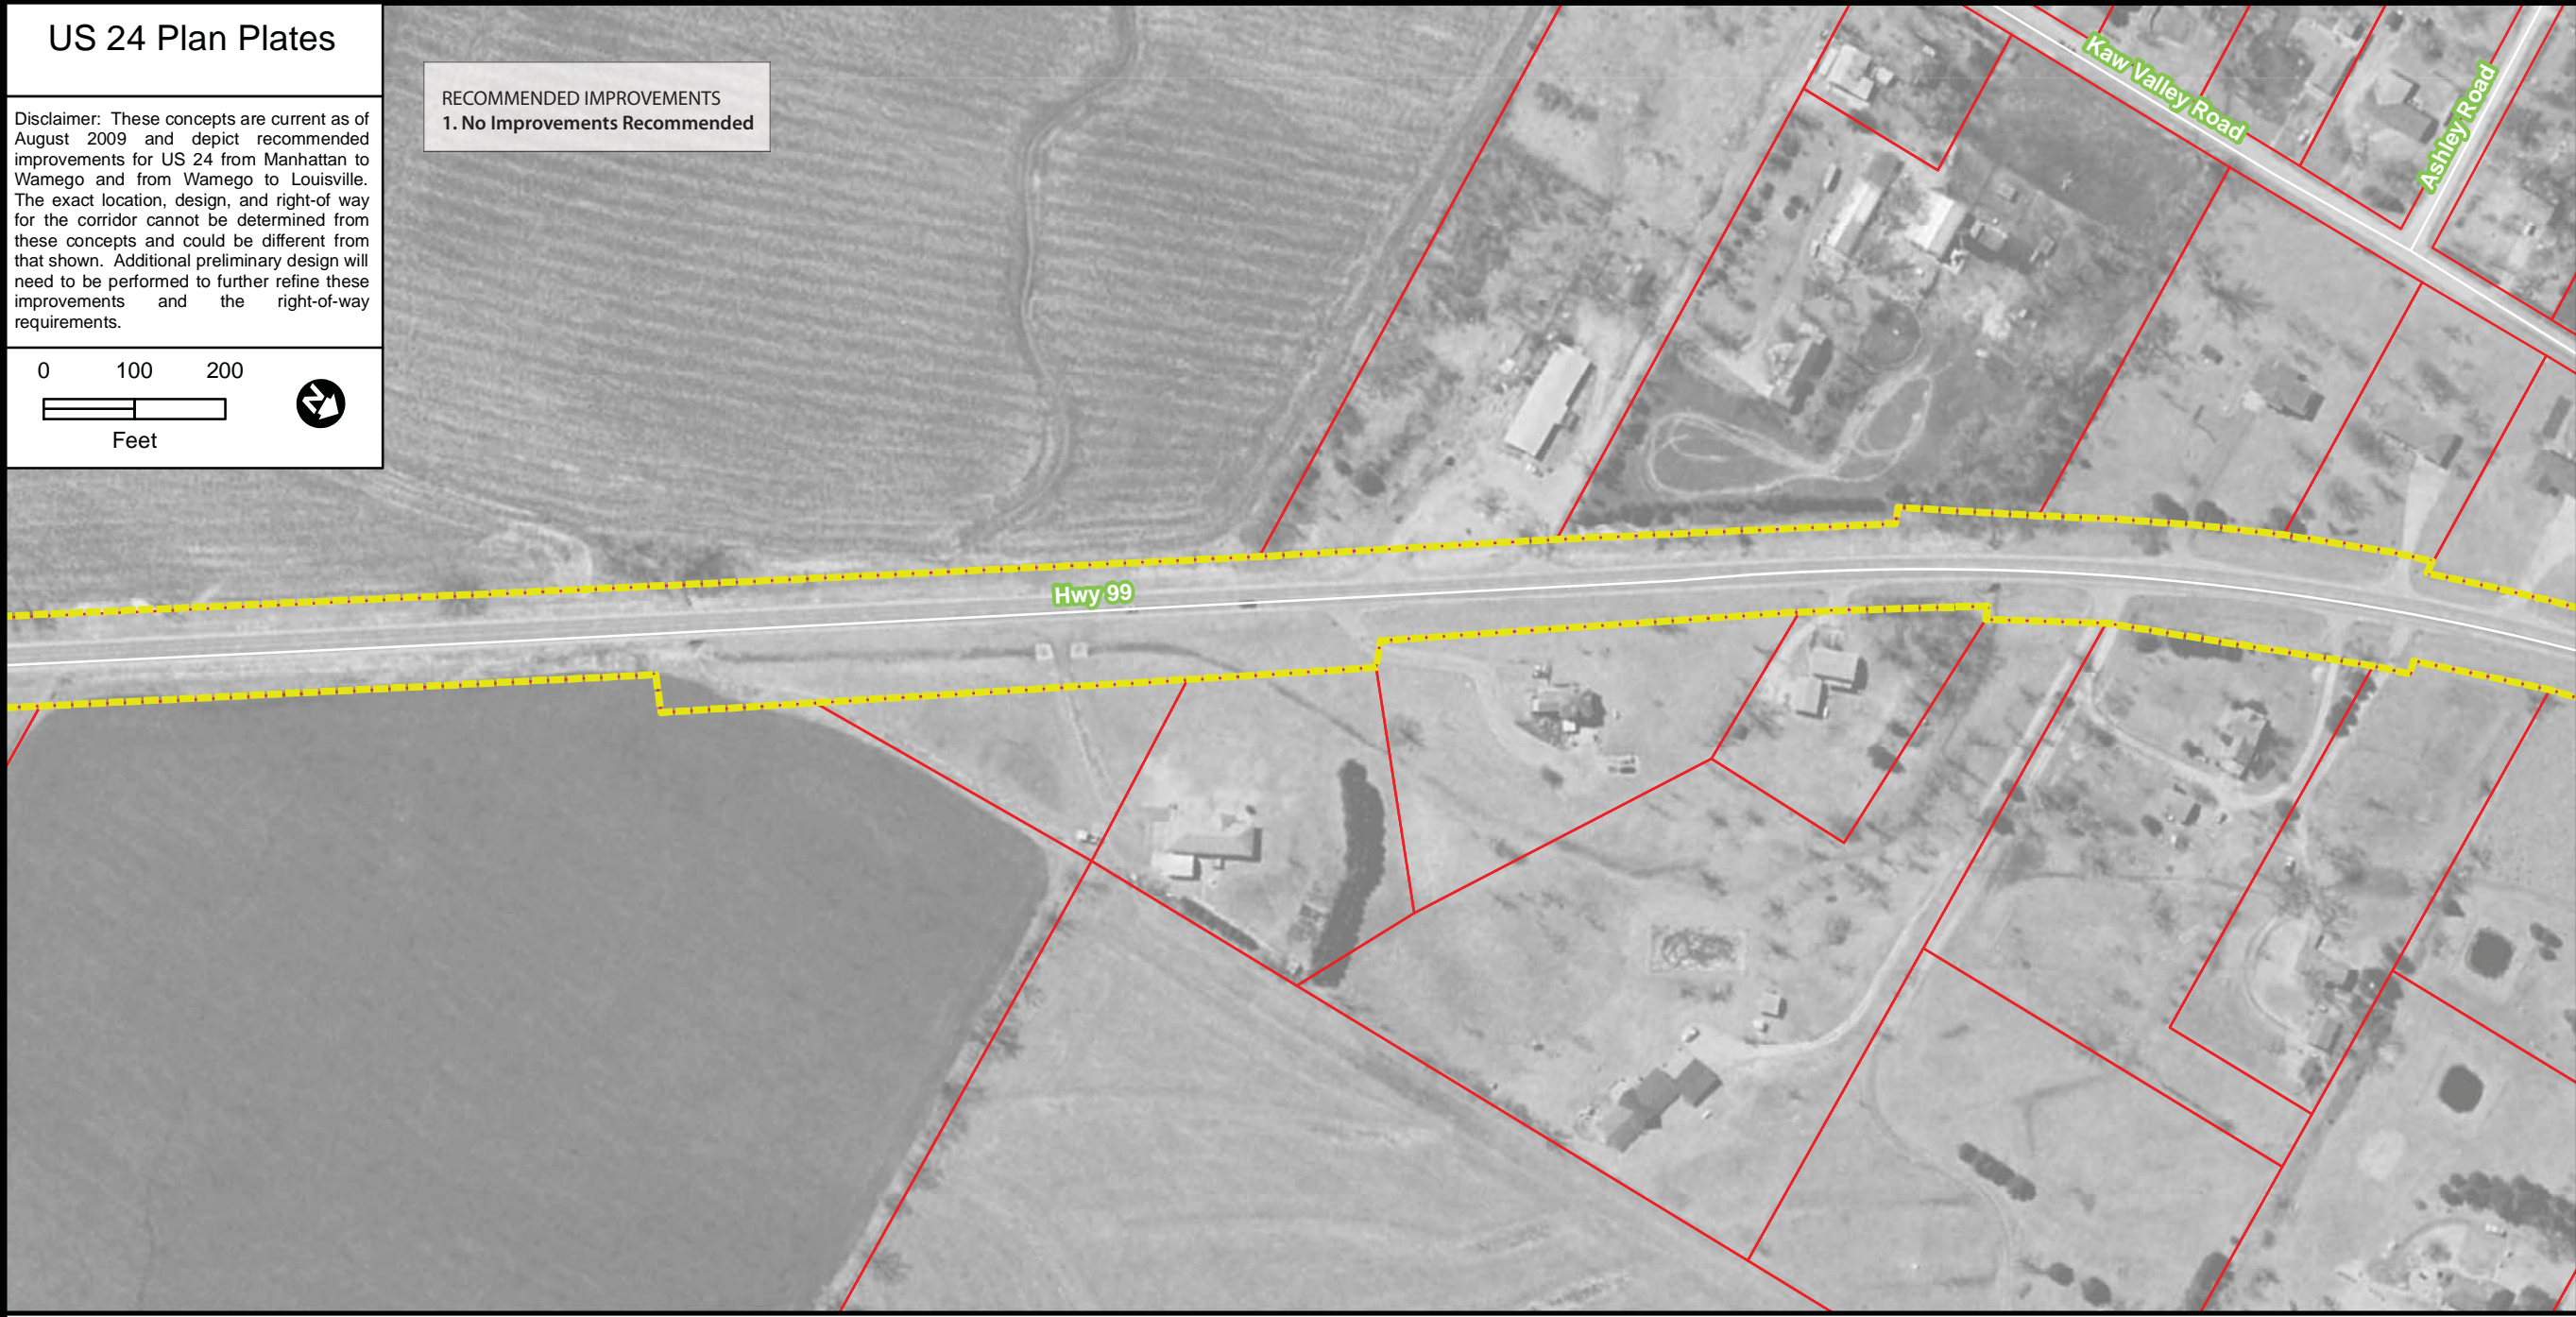 US 24 Plan Plates
Disclaimer: These concepts are current as of
August 2009 and depict recommended
improvements for US 24 from Manhattan to
Wamego and from Wamego to Louisville.
The exact location, design, and right-of way
for the corridor cannot be determined from
these concepts and could be different from
that shown. Additional preliminary design will
need to be performed to further refine these
improvements and the right-of-way
requirements.
0 100 200
Feet
N
RECOMMENDED IMPROVEMENTS
1. No Improvements Recommended
Kaw Valley Road
Ashley Road
Hwy 99